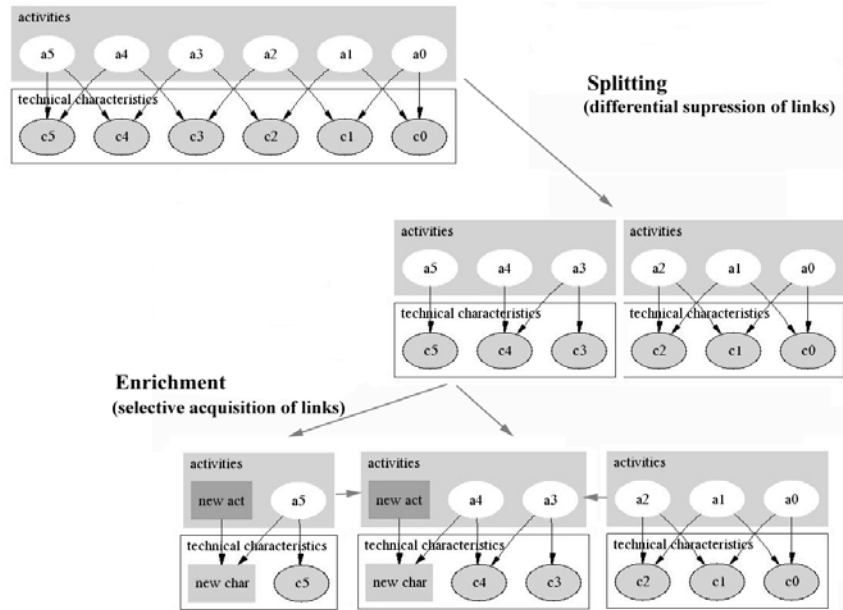 activities
a5 a4 a3 a2 a1 a0
technical characteristics
c5 c4 c3 c2 c1 c0
Splitting
(differential supression of links)
activities activities
a5 a4 a3 a2 a1 a0
technical characteristics technical characteristics
c5 c4 c3 c2 c1 c0
Enrichment
(selective acquisition of links)
activities activities activities
new act a5 new act a4 a3 a2 a1 a0
technical characteristics technical characteristics technical characteristics
new char c5 new char c4 c3 c2 c1 c0